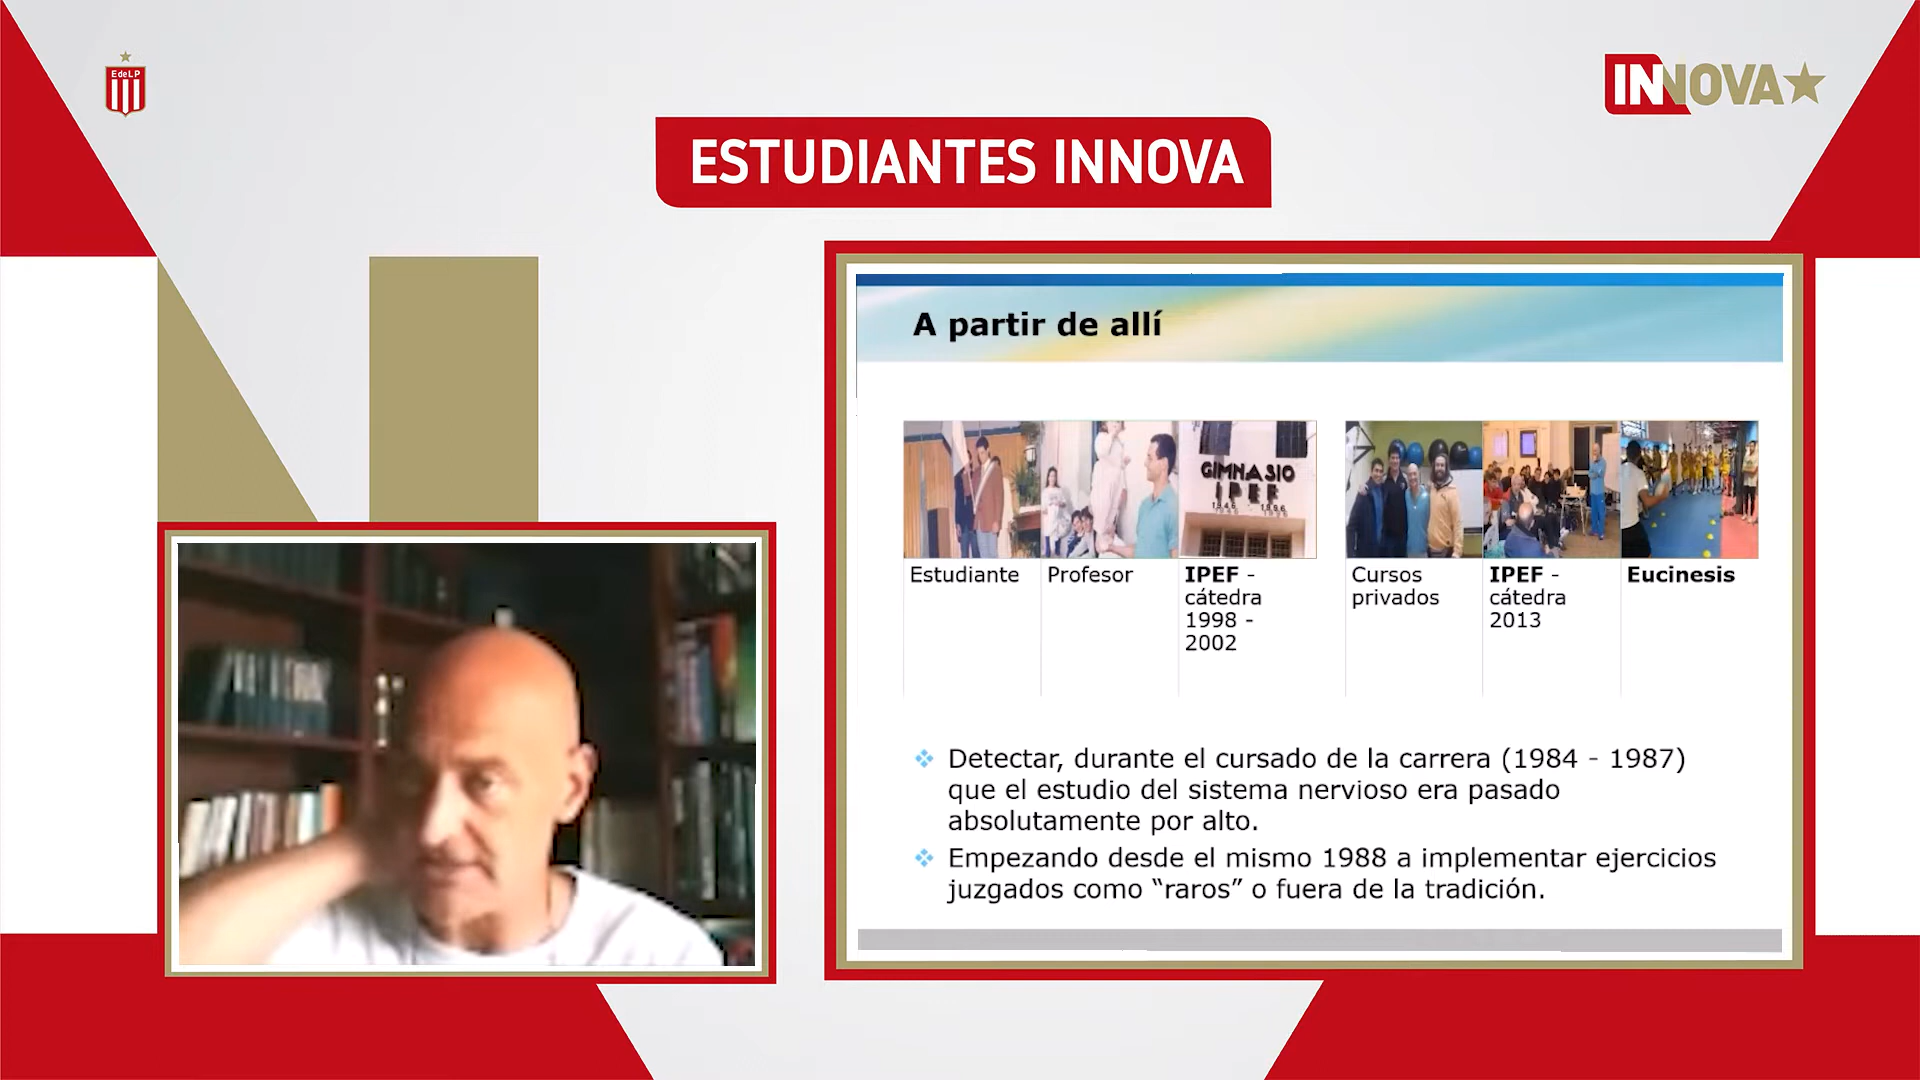 EdeLP
INNOVA
ESTUDIANTES INNOVA
A partir de allí
GIMNASIO
IPEF
1946 - 1996
Estudiante
Profesor
IPEF -
cátedra
1998 -
2002
Cursos
privados
IPEF -
cátedra
2013
Eucinesis
Detectar, durante el cursado de la carrera (1984 - 1987)
que el estudio del sistema nervioso era pasado
absolutamente por alto.
Empezando desde el mismo 1988 a implementar ejercicios
juzgados como “raros” o fuera de la tradición.